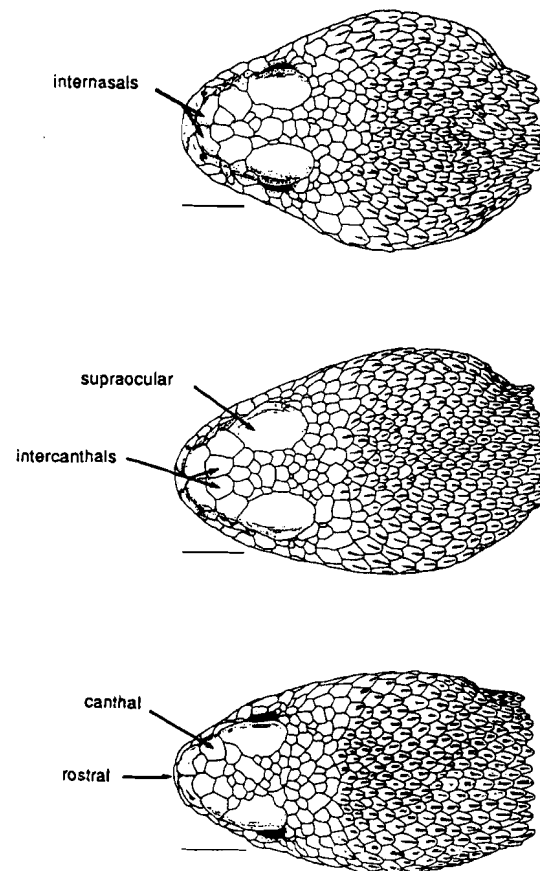 internasals
supraocular
intercanthals
canthal
rostral